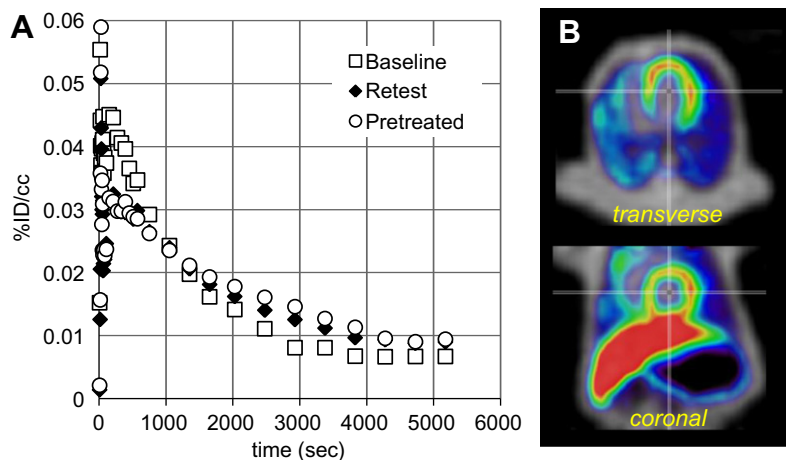 A
0.06
0.05
0.04
0.03
0.02
0.01
0
%ID/cc
Baseline
Retest
Pretreated
0 1000 2000 3000 4000 5000 6000
time (sec)
B
transverse
coronal